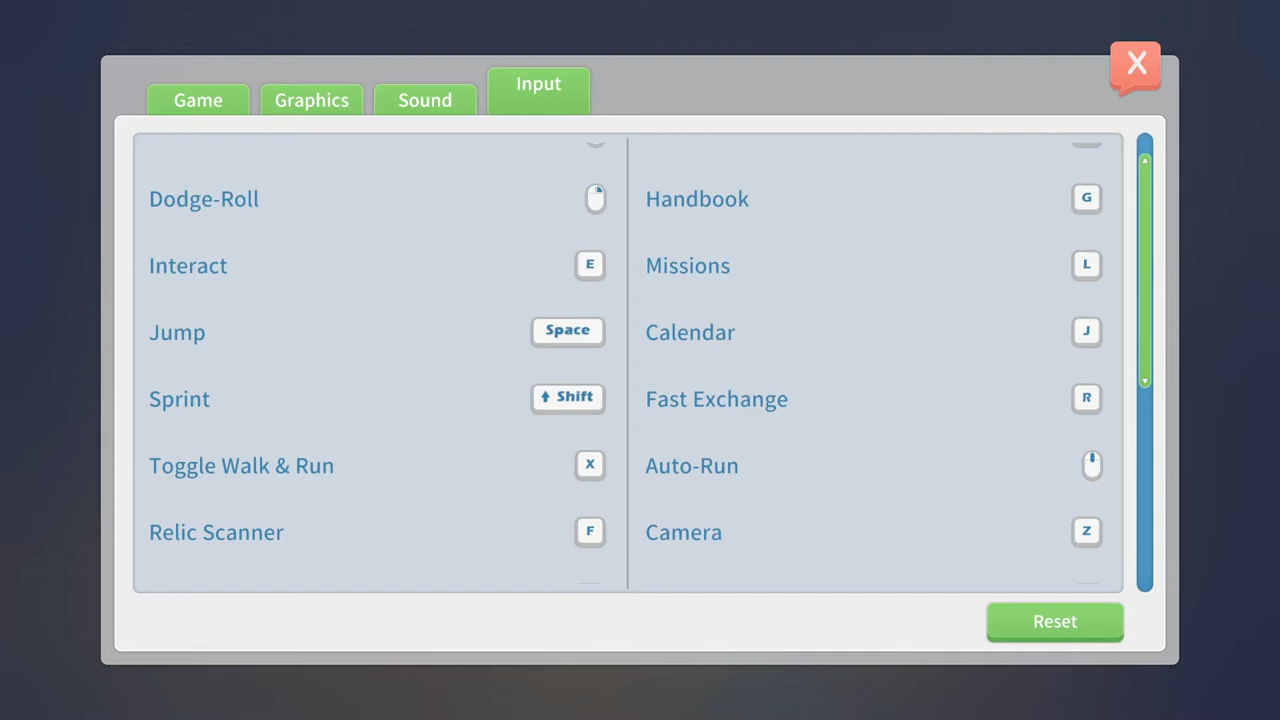 Game
Graphics
Sound
Input
X
Dodge-Roll
Handbook G
Interact E
Missions L
Jump Space
Calendar J
Sprint Shift
Fast Exchange R
Toggle Walk & Run X
Auto-Run
Relic Scanner F
Camera Z
Reset